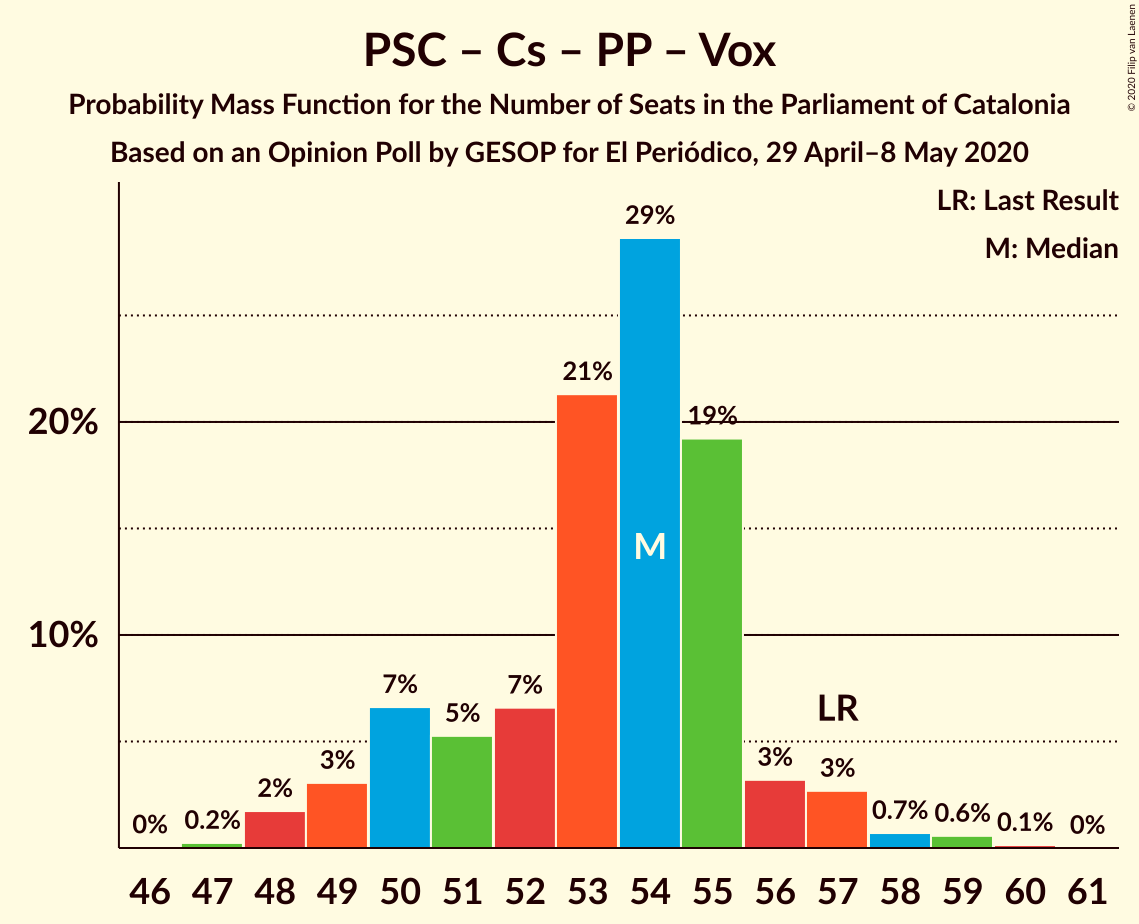 PSC – Cs – PP – Vox
Probability Mass Function for the Number of Seats in the Parliament of Catalonia
Based on an Opinion Poll by GESOP for El Periódico, 29 April–8 May 2020
© 2020 Filip van Laenen
LR: Last Result
M: Median
29%
21%
20%
19%
M
10%
LR
7%
7%
5%
3%
3%
3%
2%
0.7%
0.6%
0.2%
0.1%
0%
0%
46 47 48 49 50 51 52 53 54 55 56 57 58 59 60 61